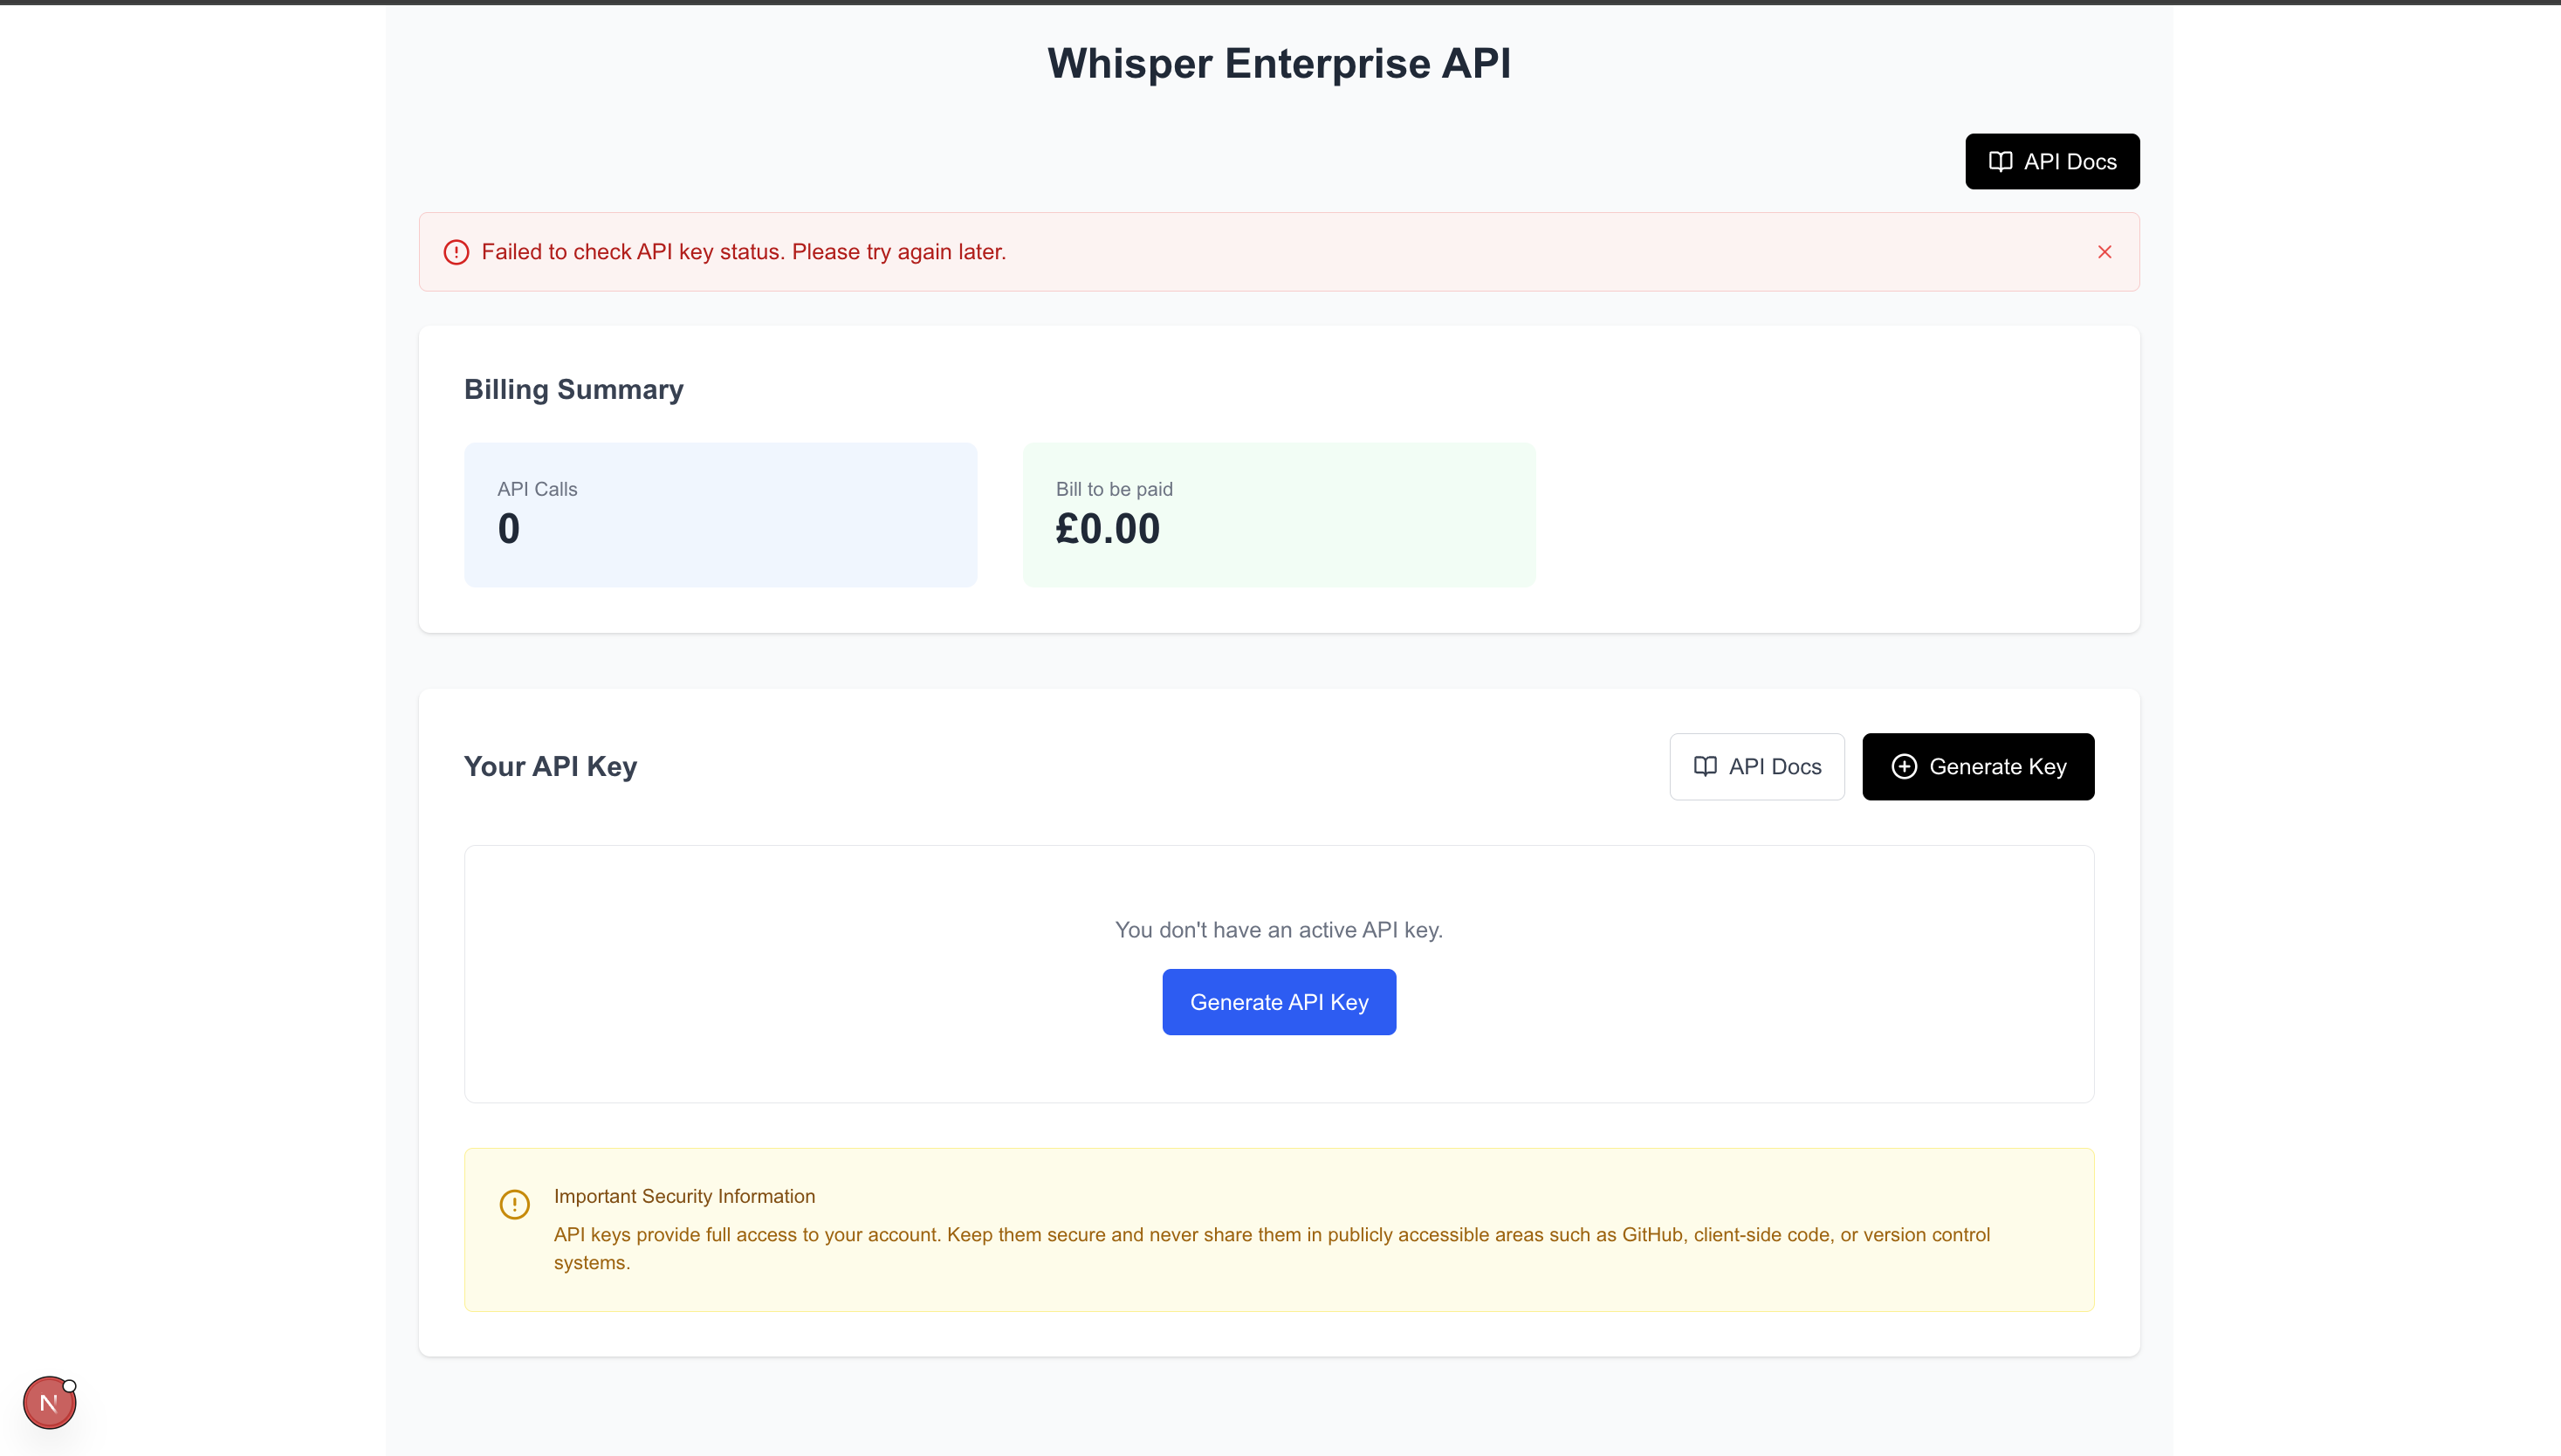 Whisper Enterprise API
API Docs
Failed to check API key status. Please try again later.
Billing Summary
API Calls
0
Bill to be paid
£0.00
Your API Key
API Docs
Generate Key
You don't have an active API key.
Generate API Key
Important Security Information
API keys provide full access to your account. Keep them secure and never share them in publicly accessible areas such as GitHub, client-side code, or version control
systems.
N